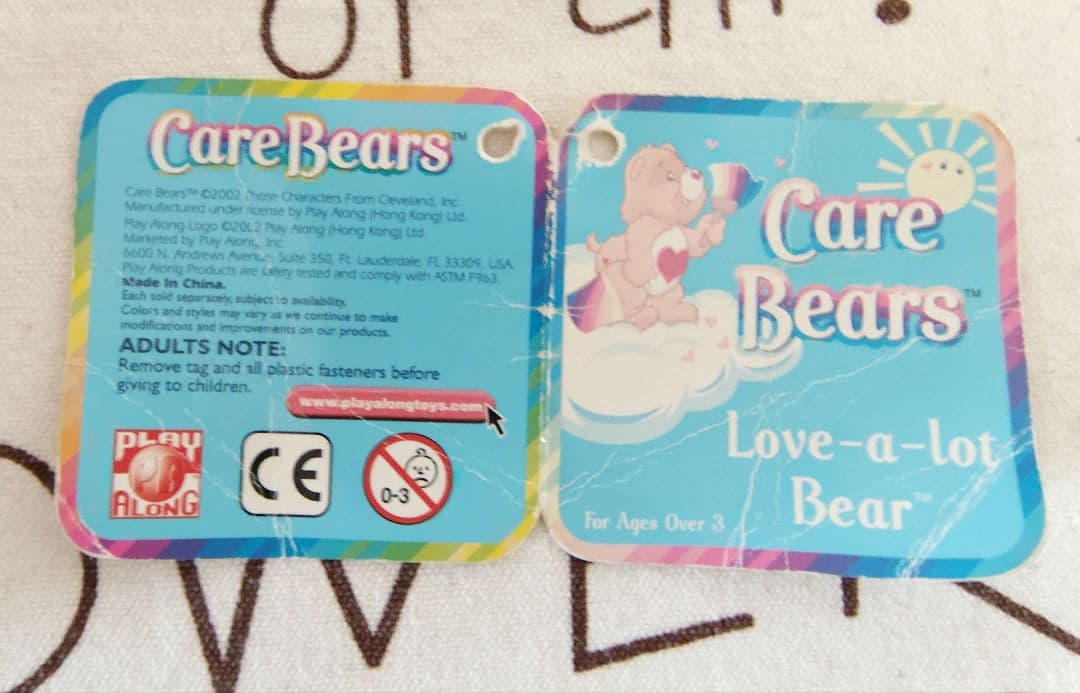 Care Bears™
Care Bears™ ©2002 Those Characters From Cleveland, Inc.
Manufactured under license by Play Along (Hong Kong) Ltd.
Play Along Logo ©2002 Play Along (Hong Kong) Ltd.
Marketed by Play Along, Inc.
6600 N. Andrews Avenue, Suite 350, Ft. Lauderdale, FL 33309, USA
Play Along Products are safety tested and comply with ASTM F963.
Made In China.
Each sold separately, subject to availability.
Colors and styles may vary as we continue to make
modifications and improvements on our products.
ADULTS NOTE:
Remove tag and all plastic fasteners before
giving to children.
www.playalongtoys.com
PLAY
PA
ALONG
CE
0-3
Care
Bears™
Love-a-lot
Bear™
For Ages Over 3